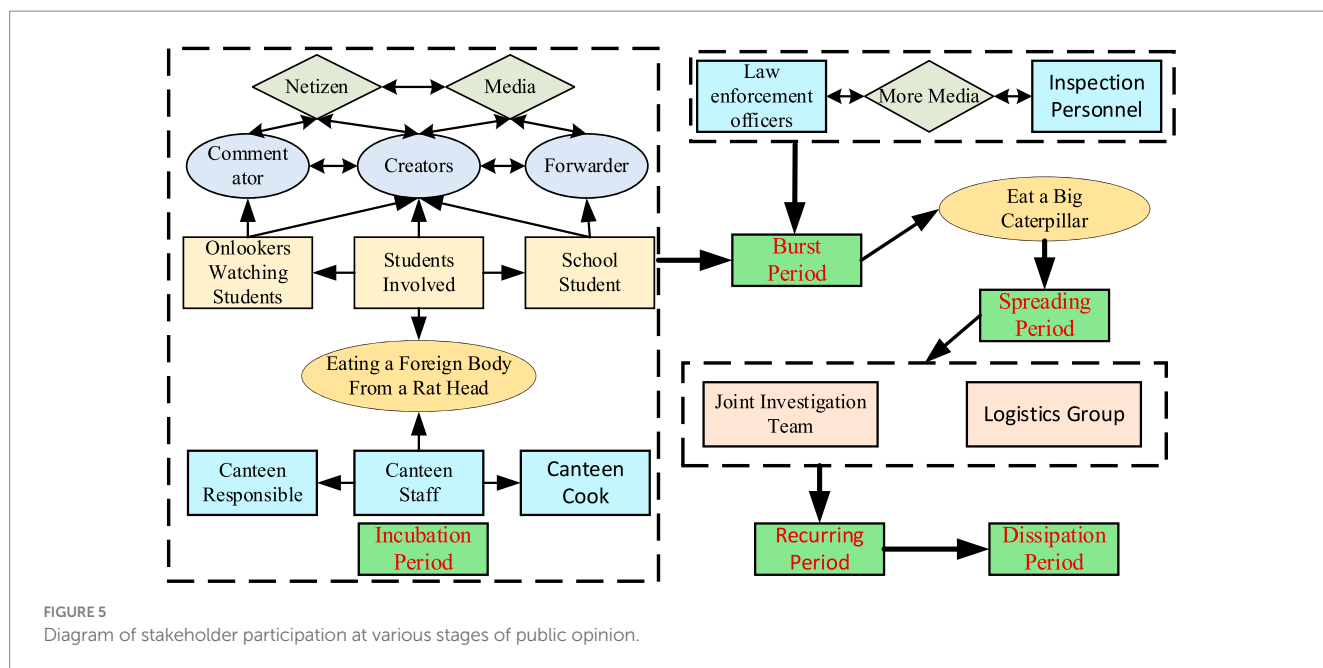 Netizen
Media
Comment
ator
Creators
Forwarder
Onlookers
Watching
Students
Students
Involved
School
Student
Eating a Foreign Body
From a Rat Head
Canteen
Responsible
Canteen
Staff
Canteen
Cook
Incubation
Period
Law
enforcement
officers
More Media
Inspection
Personnel
Burst
Period
Eat a Big
Caterpillar
Spreading
Period
Joint Investigation
Team
Logistics Group
Recurring
Period
Dissipation
Period
FIGURE 5
Diagram of stakeholder participation at various stages of public opinion.